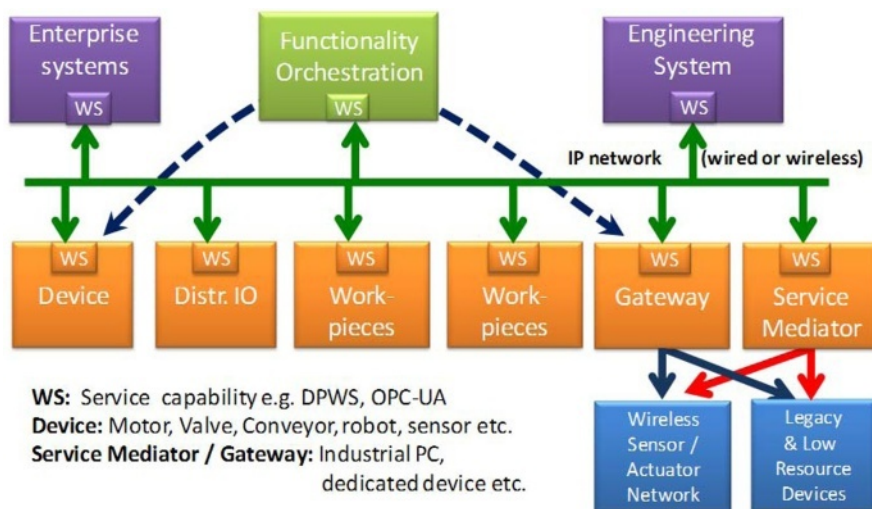 Enterprise
systems
WS
Functionality
Orchestration
WS
Engineering
System
WS
IP network (wired or wireless)
WS
Device
WS
Distr. IO
WS
Work-
pieces
WS
Work-
pieces
WS
Gateway
WS
Service
Mediator
WS: Service capability e.g. DPWS, OPC-UA
Device: Motor, Valve, Conveyor, robot, sensor etc.
Service Mediator / Gateway: Industrial PC,
dedicated device etc.
Wireless
Sensor /
Actuator
Network
Legacy
& Low
Resource
Devices